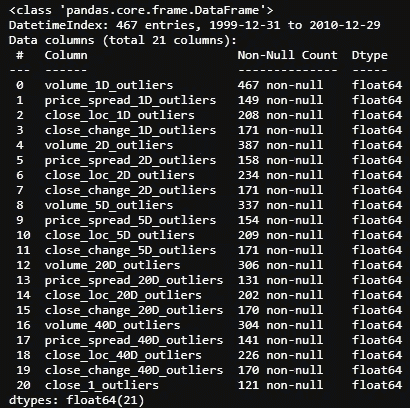 <class 'pandas.core.frame.DataFrame'>
DatetimeIndex: 467 entries, 1999-12-31 to 2010-12-29
Data columns (total 21 columns):
 #   Column                    Non-Null Count  Dtype
---  ------                    --------------  -----
 0   volume_1D_outliers        467 non-null    float64
 1   price_spread_1D_outliers  149 non-null    float64
 2   close_loc_1D_outliers     208 non-null    float64
 3   close_change_1D_outliers  171 non-null    float64
 4   volume_2D_outliers        387 non-null    float64
 5   price_spread_2D_outliers  158 non-null    float64
 6   close_loc_2D_outliers     234 non-null    float64
 7   close_change_2D_outliers  171 non-null    float64
 8   volume_5D_outliers        337 non-null    float64
 9   price_spread_5D_outliers  154 non-null    float64
 10  close_loc_5D_outliers     209 non-null    float64
 11  close_change_5D_outliers  171 non-null    float64
 12  volume_20D_outliers       306 non-null    float64
 13  price_spread_20D_outliers 131 non-null    float64
 14  close_loc_20D_outliers    202 non-null    float64
 15  close_change_20D_outliers 170 non-null    float64
 16  volume_40D_outliers       304 non-null    float64
 17  price_spread_40D_outliers 141 non-null    float64
 18  close_loc_40D_outliers    226 non-null    float64
 19  close_change_40D_outliers 170 non-null    float64
 20  close_1_outliers          121 non-null    float64
dtypes: float64(21)